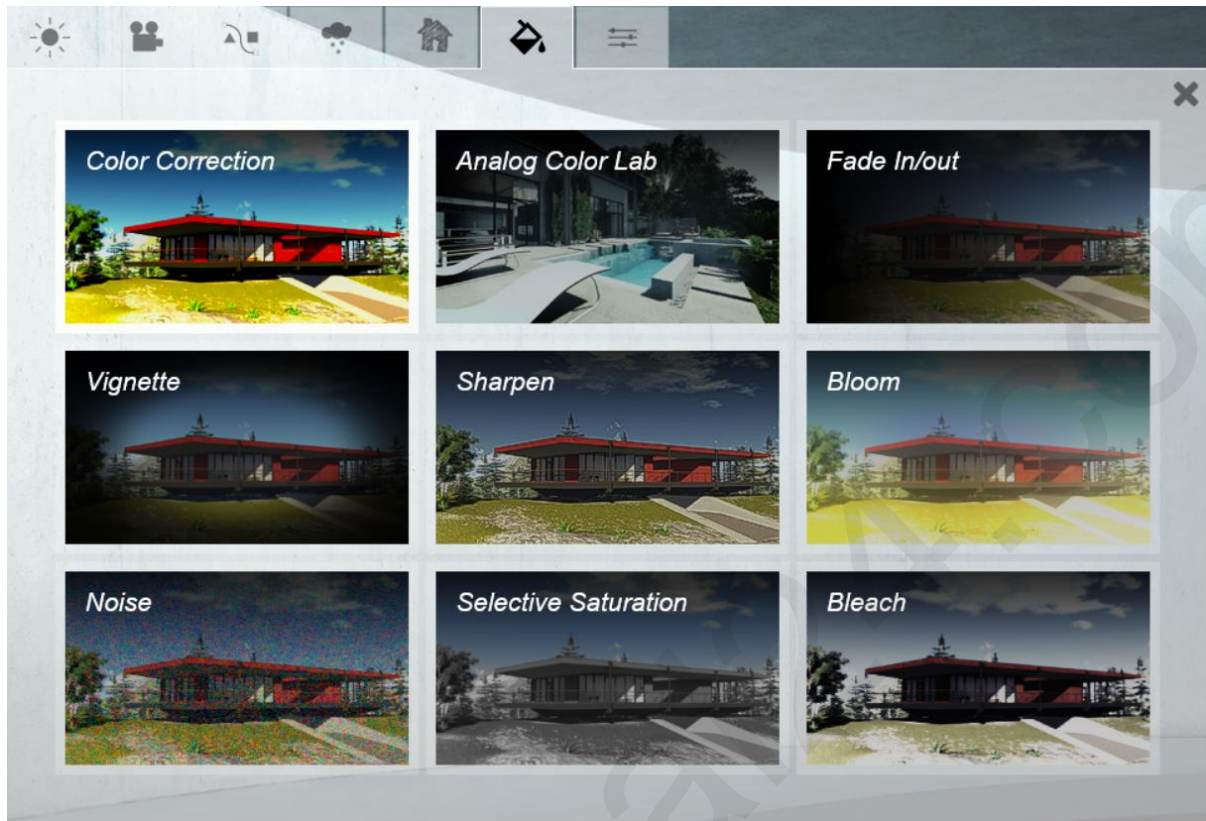 Color Correction
Analog Color Lab
Fade In/out
Vignette
Sharpen
Bloom
Noise
Selective Saturation
Bleach